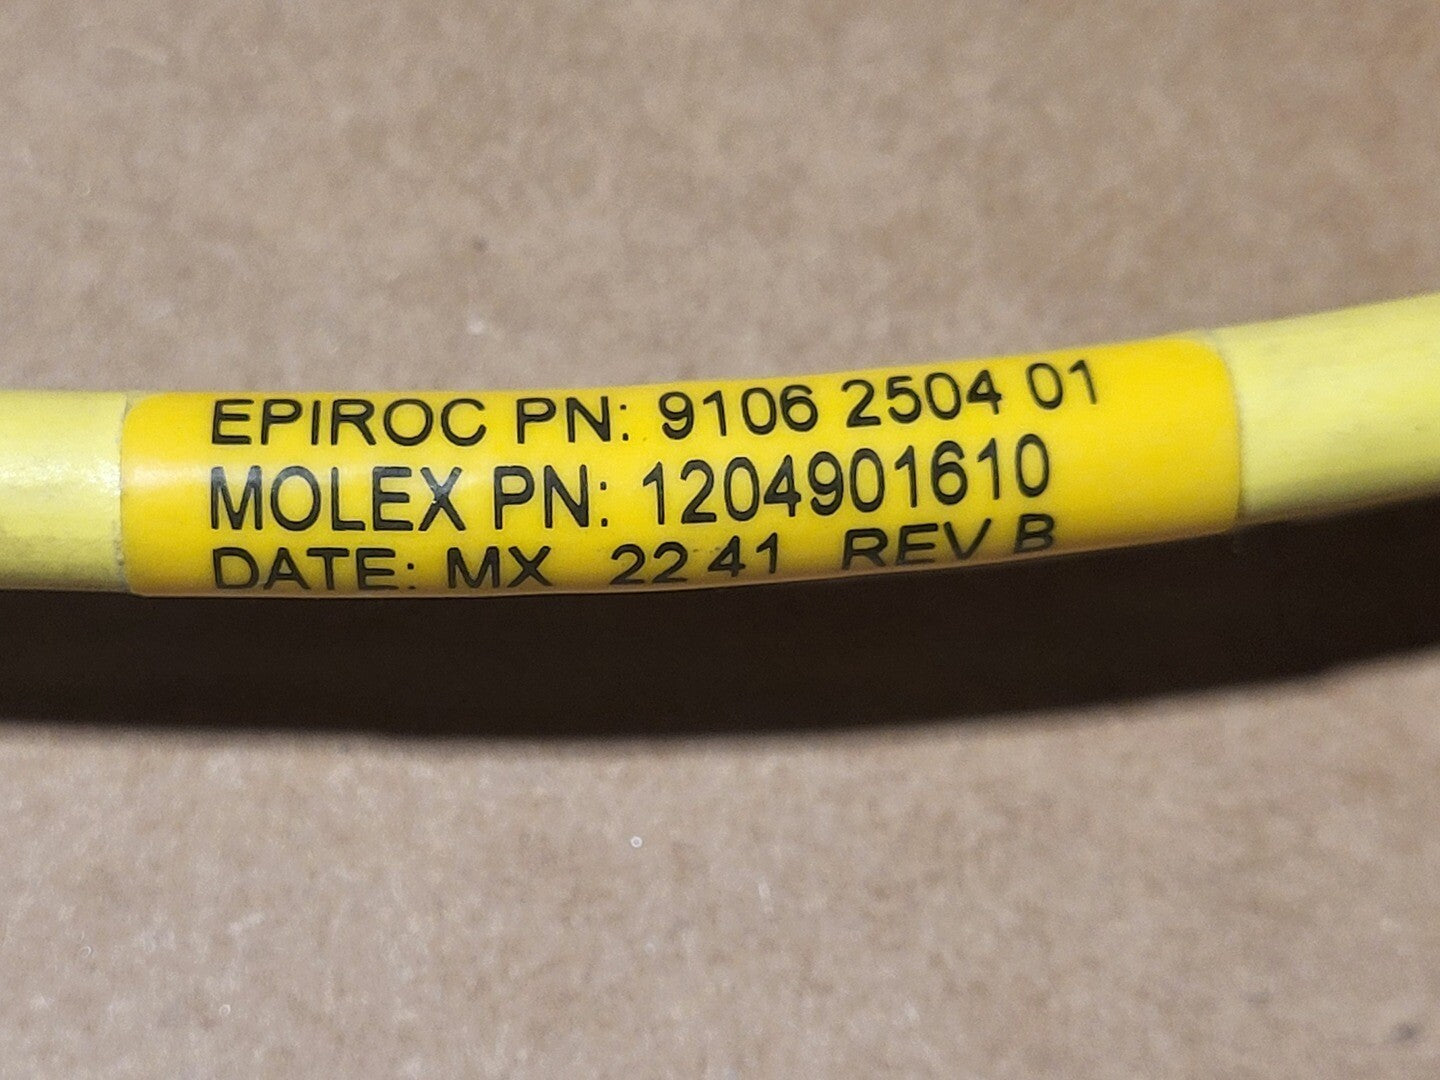 EPIROC PN: 9106 2504 01
MOLEX PN: 1204901610
DATE: MX 22 41 REV B